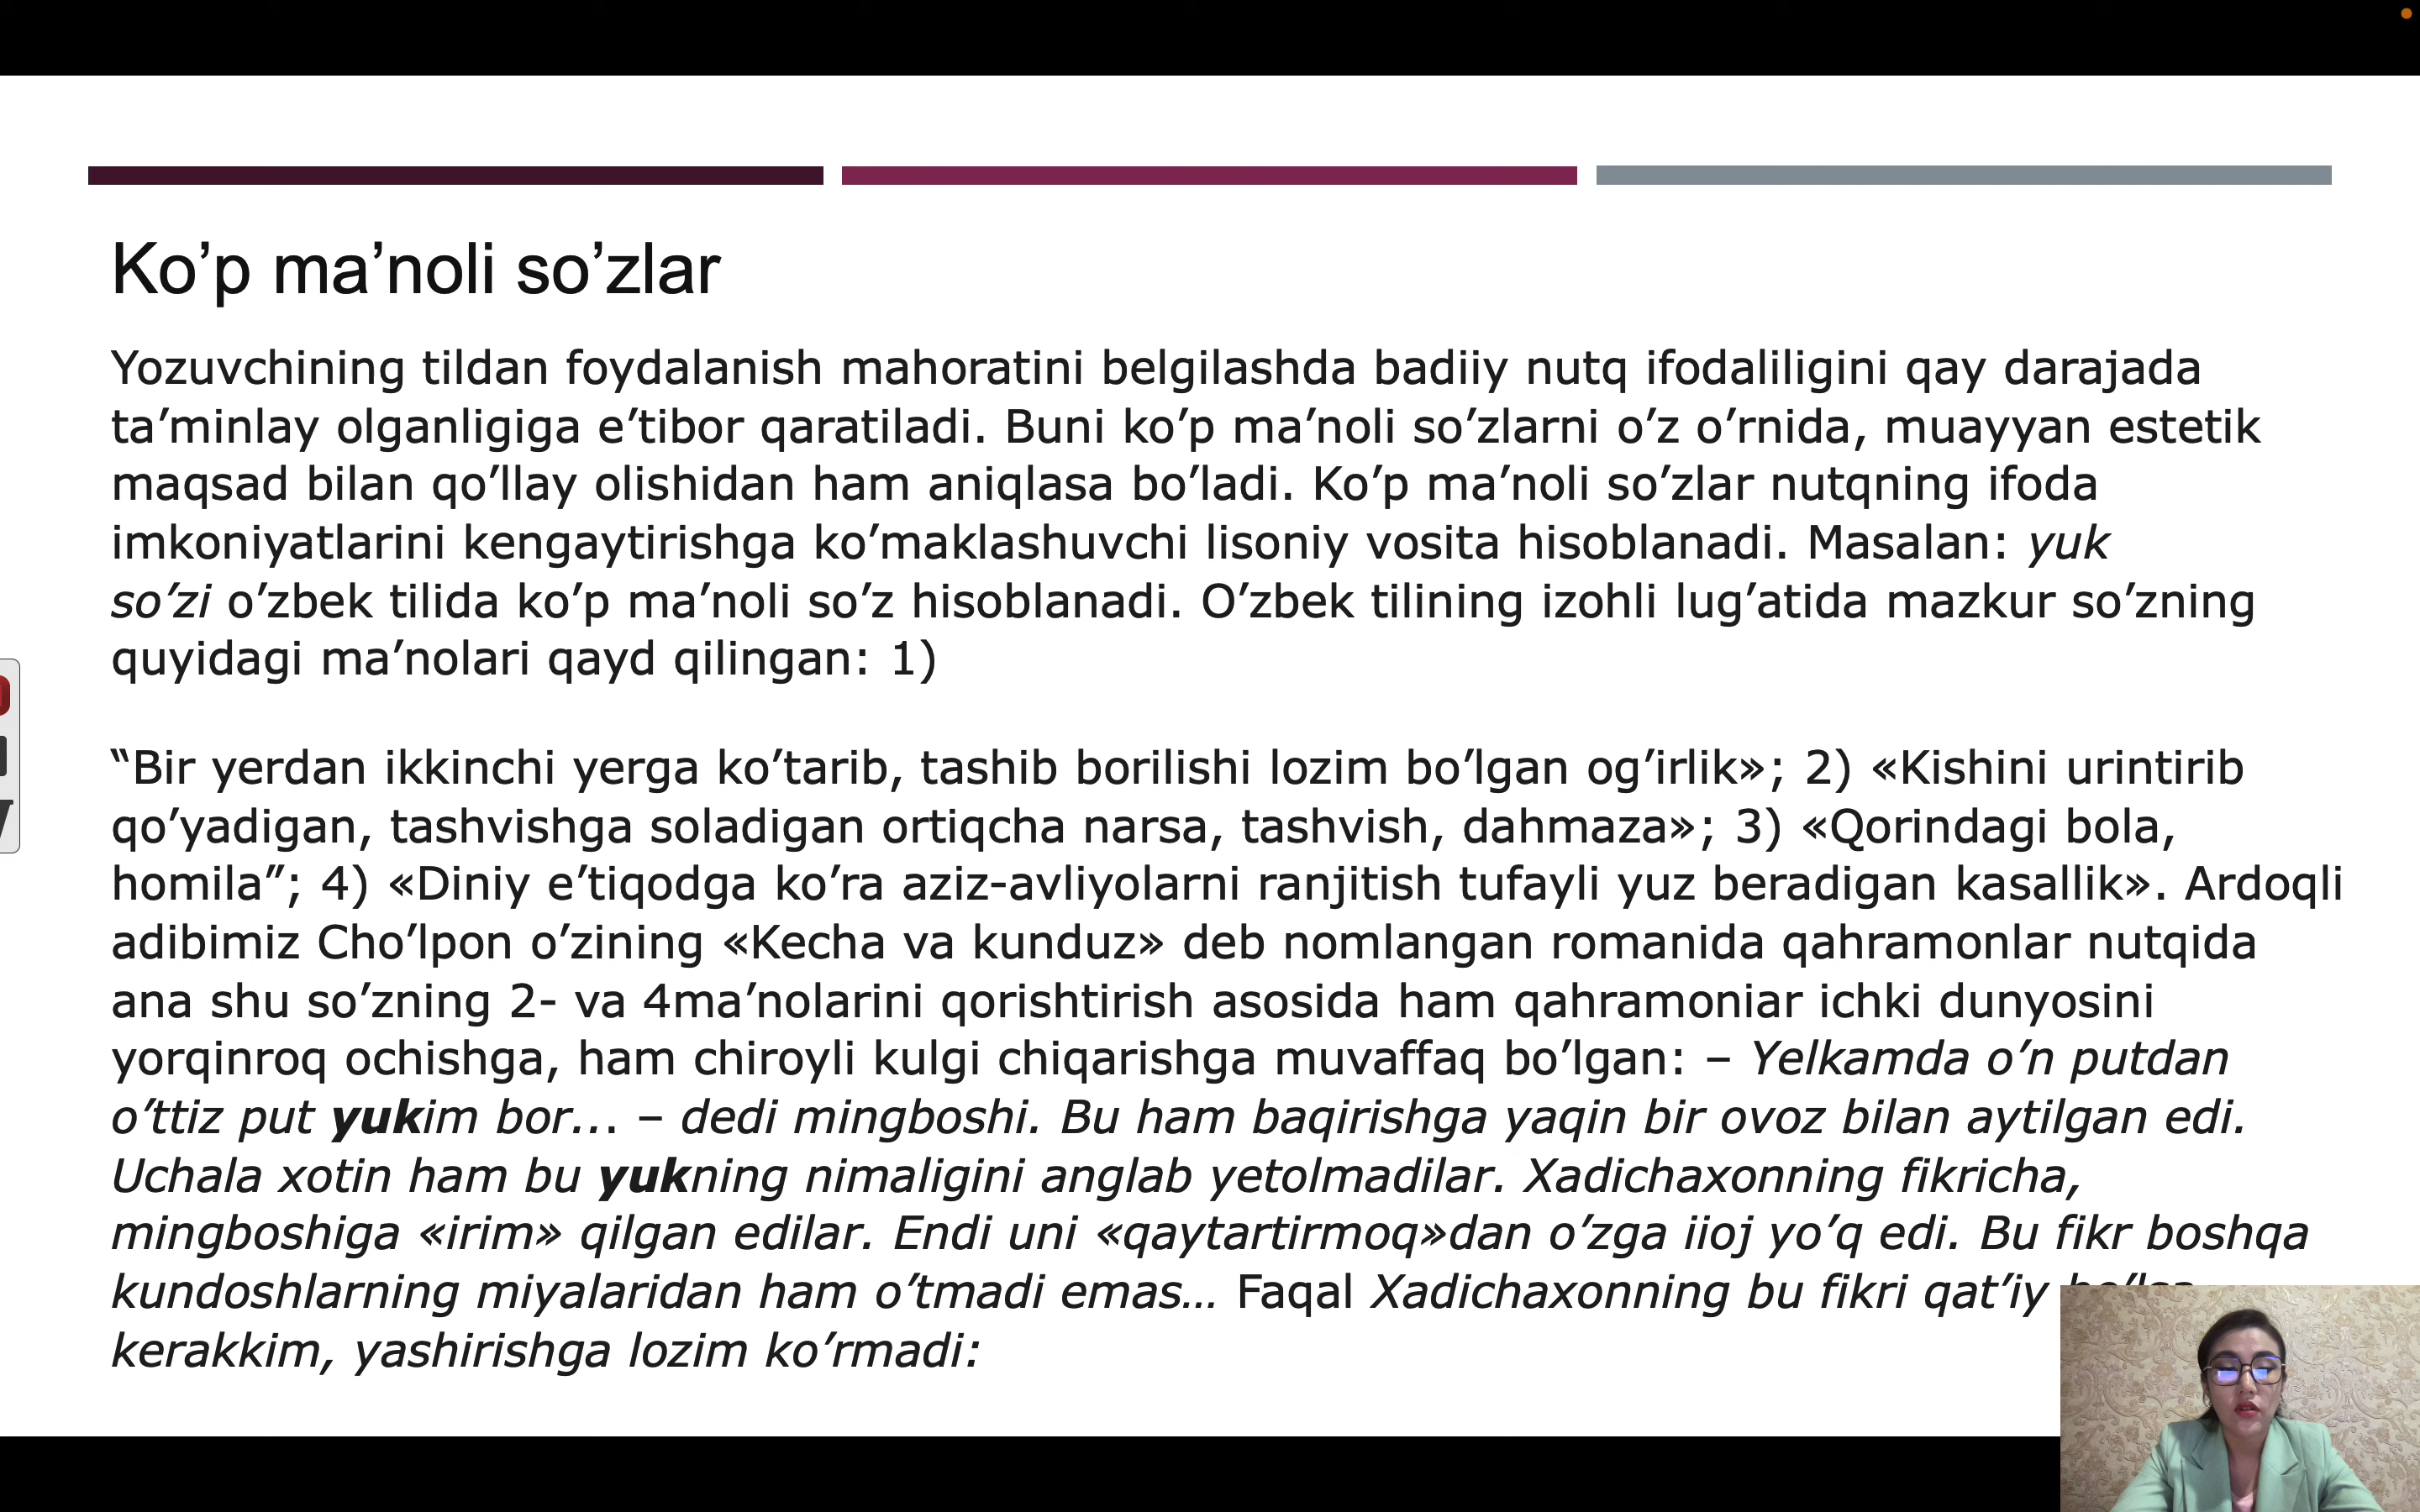 Ko’p ma’noli so’zlar
Yozuvchining tildan foydalanish mahoratini belgilashda badiiy nutq ifodaliligini qay darajada
ta’minlay olganligiga e’tibor qaratiladi. Buni ko’p ma’noli so’zlarni o’z o’rnida, muayyan estetik
maqsad bilan qo’llay olishidan ham aniqlasa bo’ladi. Ko’p ma’noli so’zlar nutqning ifoda
imkoniyatlarini kengaytirishga ko’maklashuvchi lisoniy vosita hisoblanadi. Masalan: yuk
so’zi o’zbek tilida ko’p ma’noli so’z hisoblanadi. O’zbek tilining izohli lug’atida mazkur so’zning
quyidagi ma’nolari qayd qilingan: 1)
“Bir yerdan ikkinchi yerga ko’tarib, tashib borilishi lozim bo’lgan og’irlik»; 2) «Kishini urintirib
qo’yadigan, tashvishga soladigan ortiqcha narsa, tashvish, dahmaza»; 3) «Qorindagi bola,
homila”; 4) «Diniy e’tiqodga ko’ra aziz-avliyolarni ranjitish tufayli yuz beradigan kasallik». Ardoqli
adibimiz Cho’lpon o’zining «Kecha va kunduz» deb nomlangan romanida qahramonlar nutqida
ana shu so’zning 2- va 4ma’nolarini qorishtirish asosida ham qahramoniar ichki dunyosini
yorqinroq ochishga, ham chiroyli kulgi chiqarishga muvaffaq bo’lgan: – Yelkamda o’n putdan
o’ttiz put yukim bor... – dedi mingboshi. Bu ham baqirishga yaqin bir ovoz bilan aytilgan edi.
Uchala xotin ham bu yukning nimaligini anglab yetolmadilar. Xadichaxonning fikricha,
mingboshiga «irim» qilgan edilar. Endi uni «qaytartirmoq»dan o’zga iioj yo’q edi. Bu fikr boshqa
kundoshlarning miyalaridan ham o’tmadi emas... Faqal Xadichaxonning bu fikri qat’iy
kerakkim, yashirishga lozim ko’rmadi: